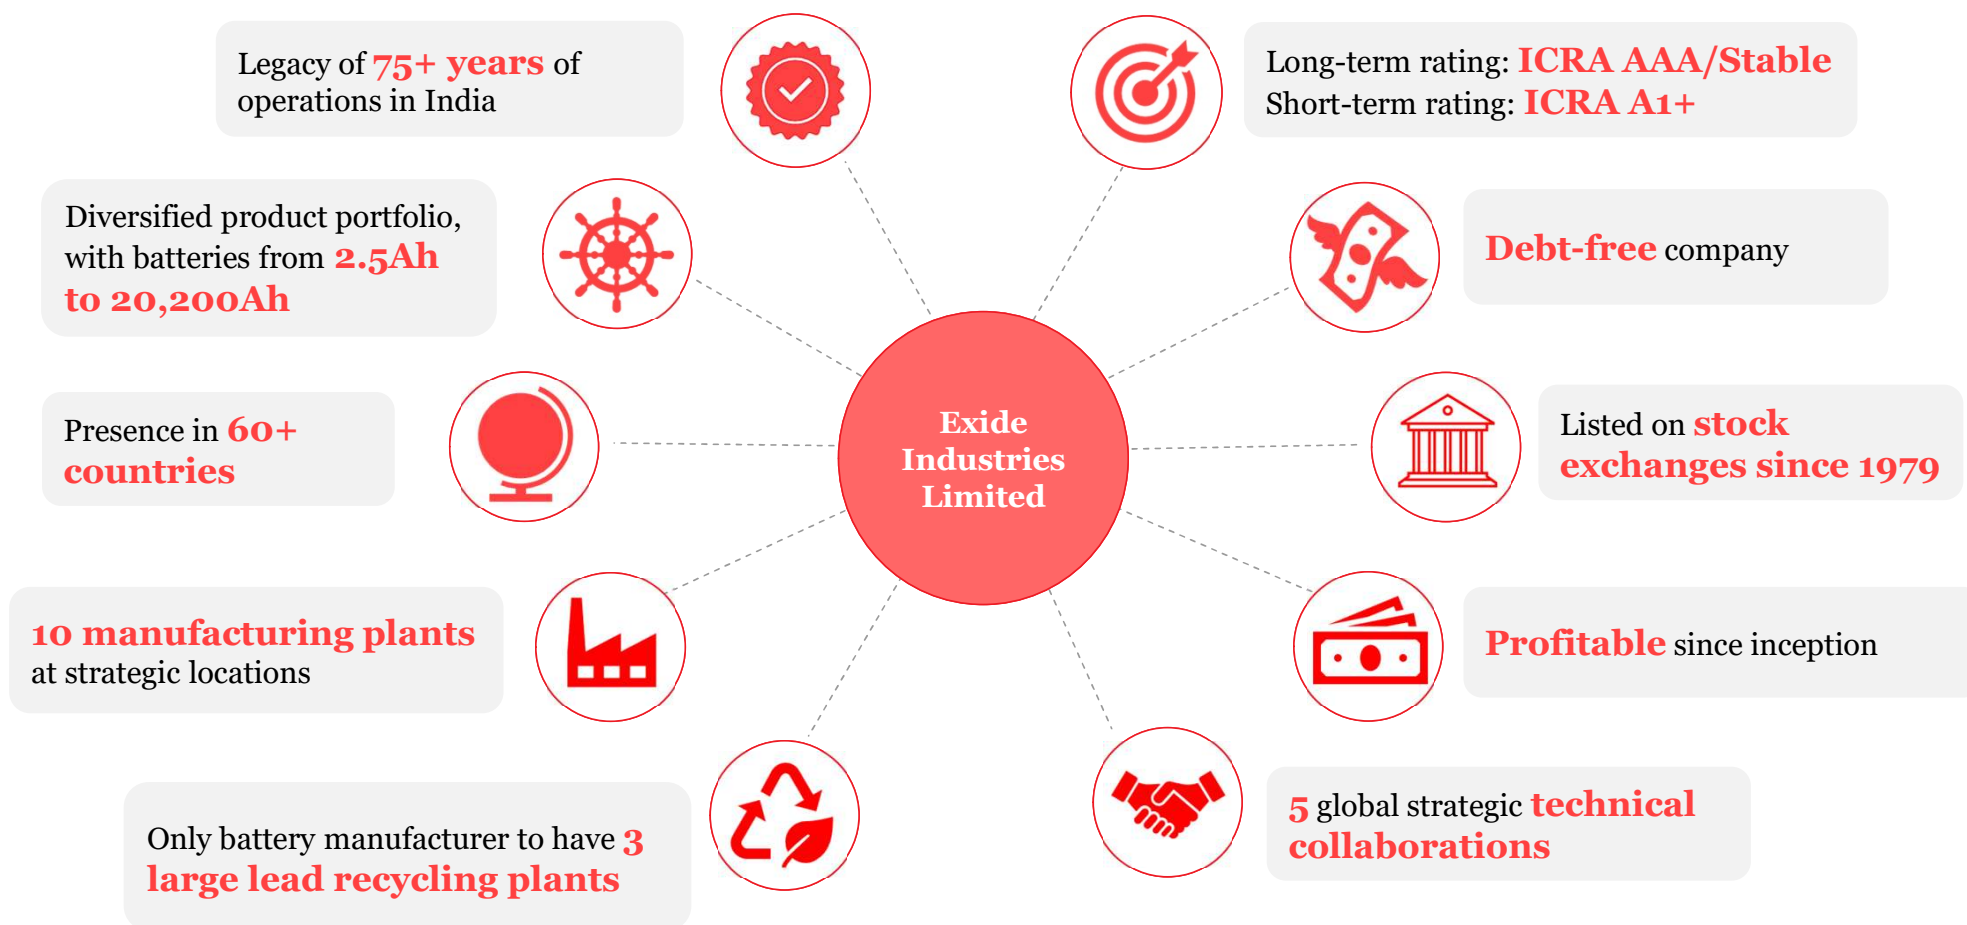 Legacy of 75+ years of
operations in India
Long-term rating: ICRA AAA/Stable
Short-term rating: ICRA A1+
Diversified product portfolio,
with batteries from 2.5Ah
to 20,200Ah
Debt-free company
Presence in 60+
countries
Exide
Industries
Limited
Listed on stock
exchanges since 1979
10 manufacturing plants
at strategic locations
Profitable since inception
Only battery manufacturer to have 3
large lead recycling plants
5 global strategic technical
collaborations